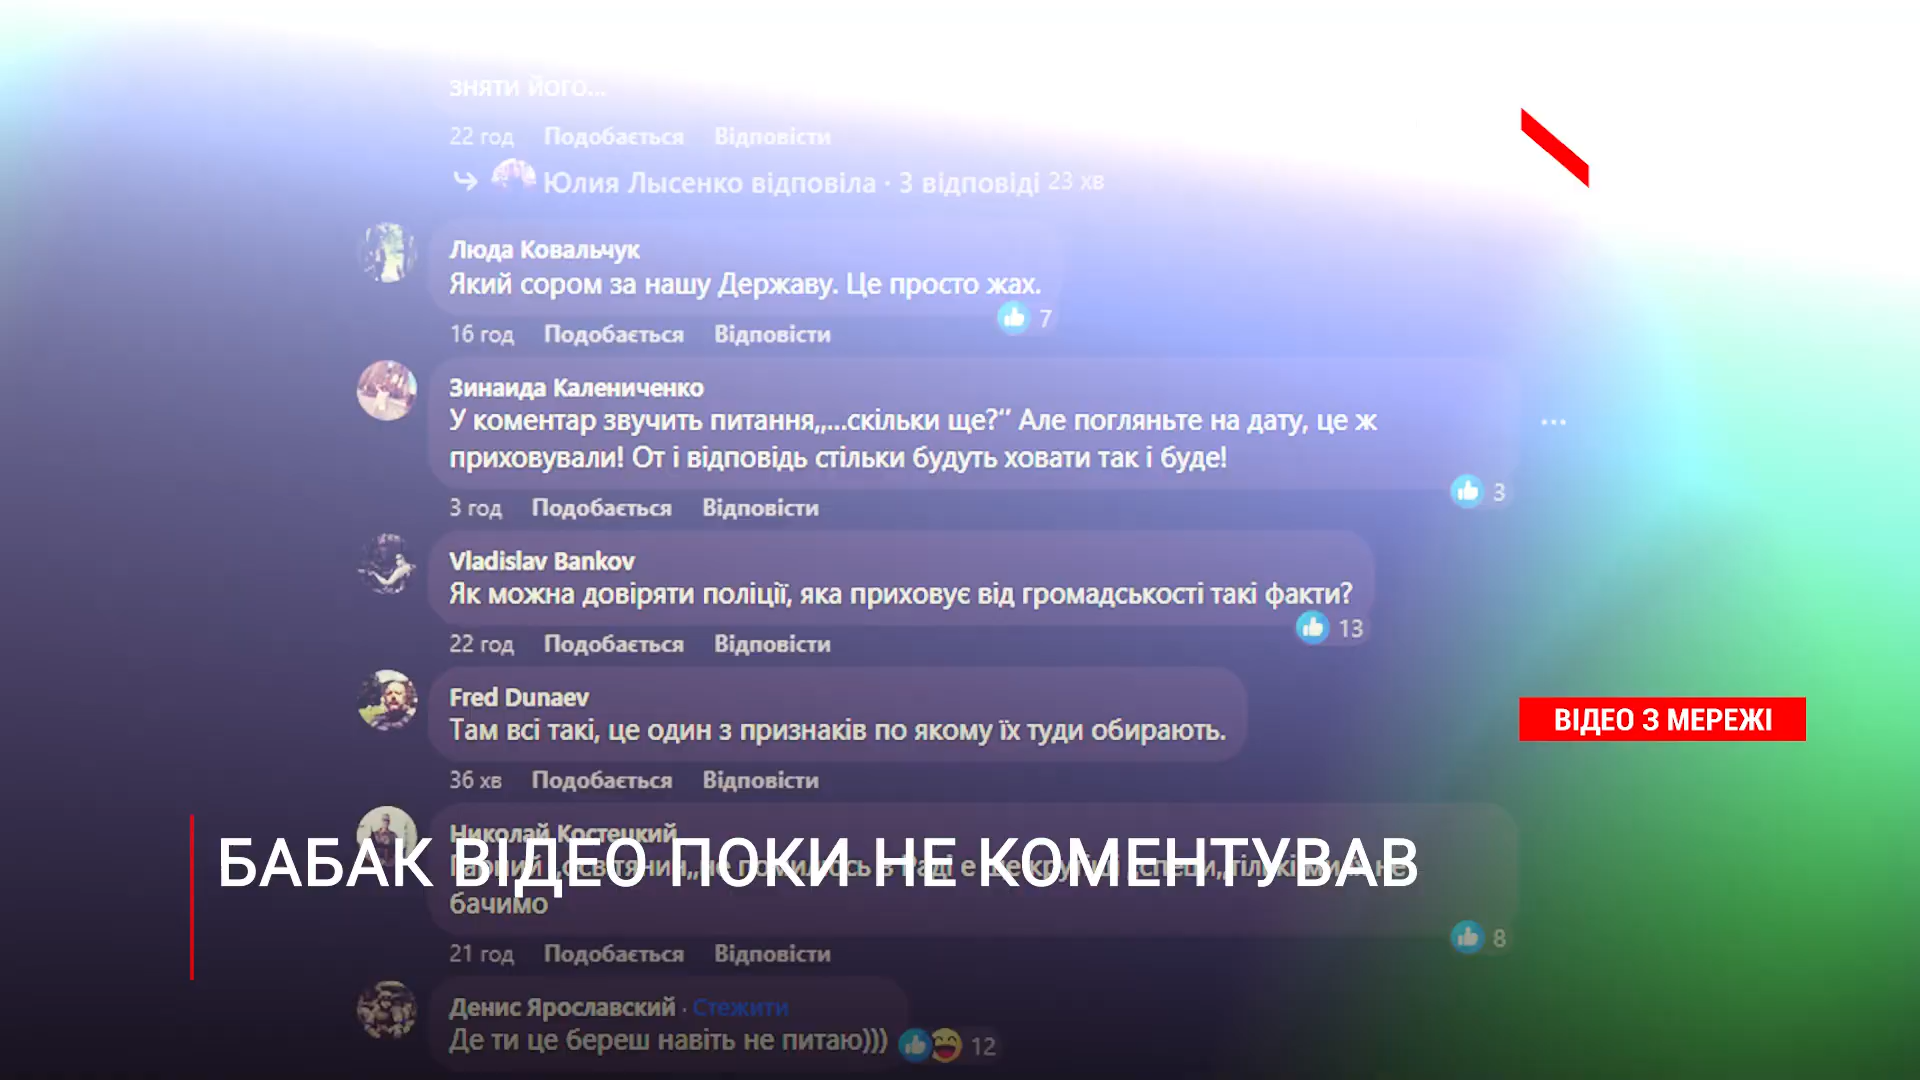 зняти його...
22 год Подобається Відповісти
Юлия Лысенко відповіла · 3 відповіді 23 хв
Люда Ковальчук
Який сором за нашу Державу. Це просто жах.
7
16 год Подобається Відповісти
Зинаида Калениченко
У коментар звучить питання,,...скільки ще?“ Але погляньте на дату, це ж
приховували! От і відповідь стільки будуть ховати так і буде!
3
3 год Подобається Відповісти
Vladislav Bankov
Як можна довіряти поліції, яка приховує від громадськості такі факти?
13
22 год Подобається Відповісти
Fred Dunaev
Там всі такі, це один з признаків по якому їх туди обирають.
ВІДЕО З МЕРЕЖІ
36 хв Подобається Відповісти
Николай Костецкий
БАБАК ВІДЕО ПОКИ НЕ КОМЕНТУВАВ
бачимо
8
21 год Подобається Відповісти
Денис Ярославский · Стежити
Де ти це береш навіть не питаю)))
12